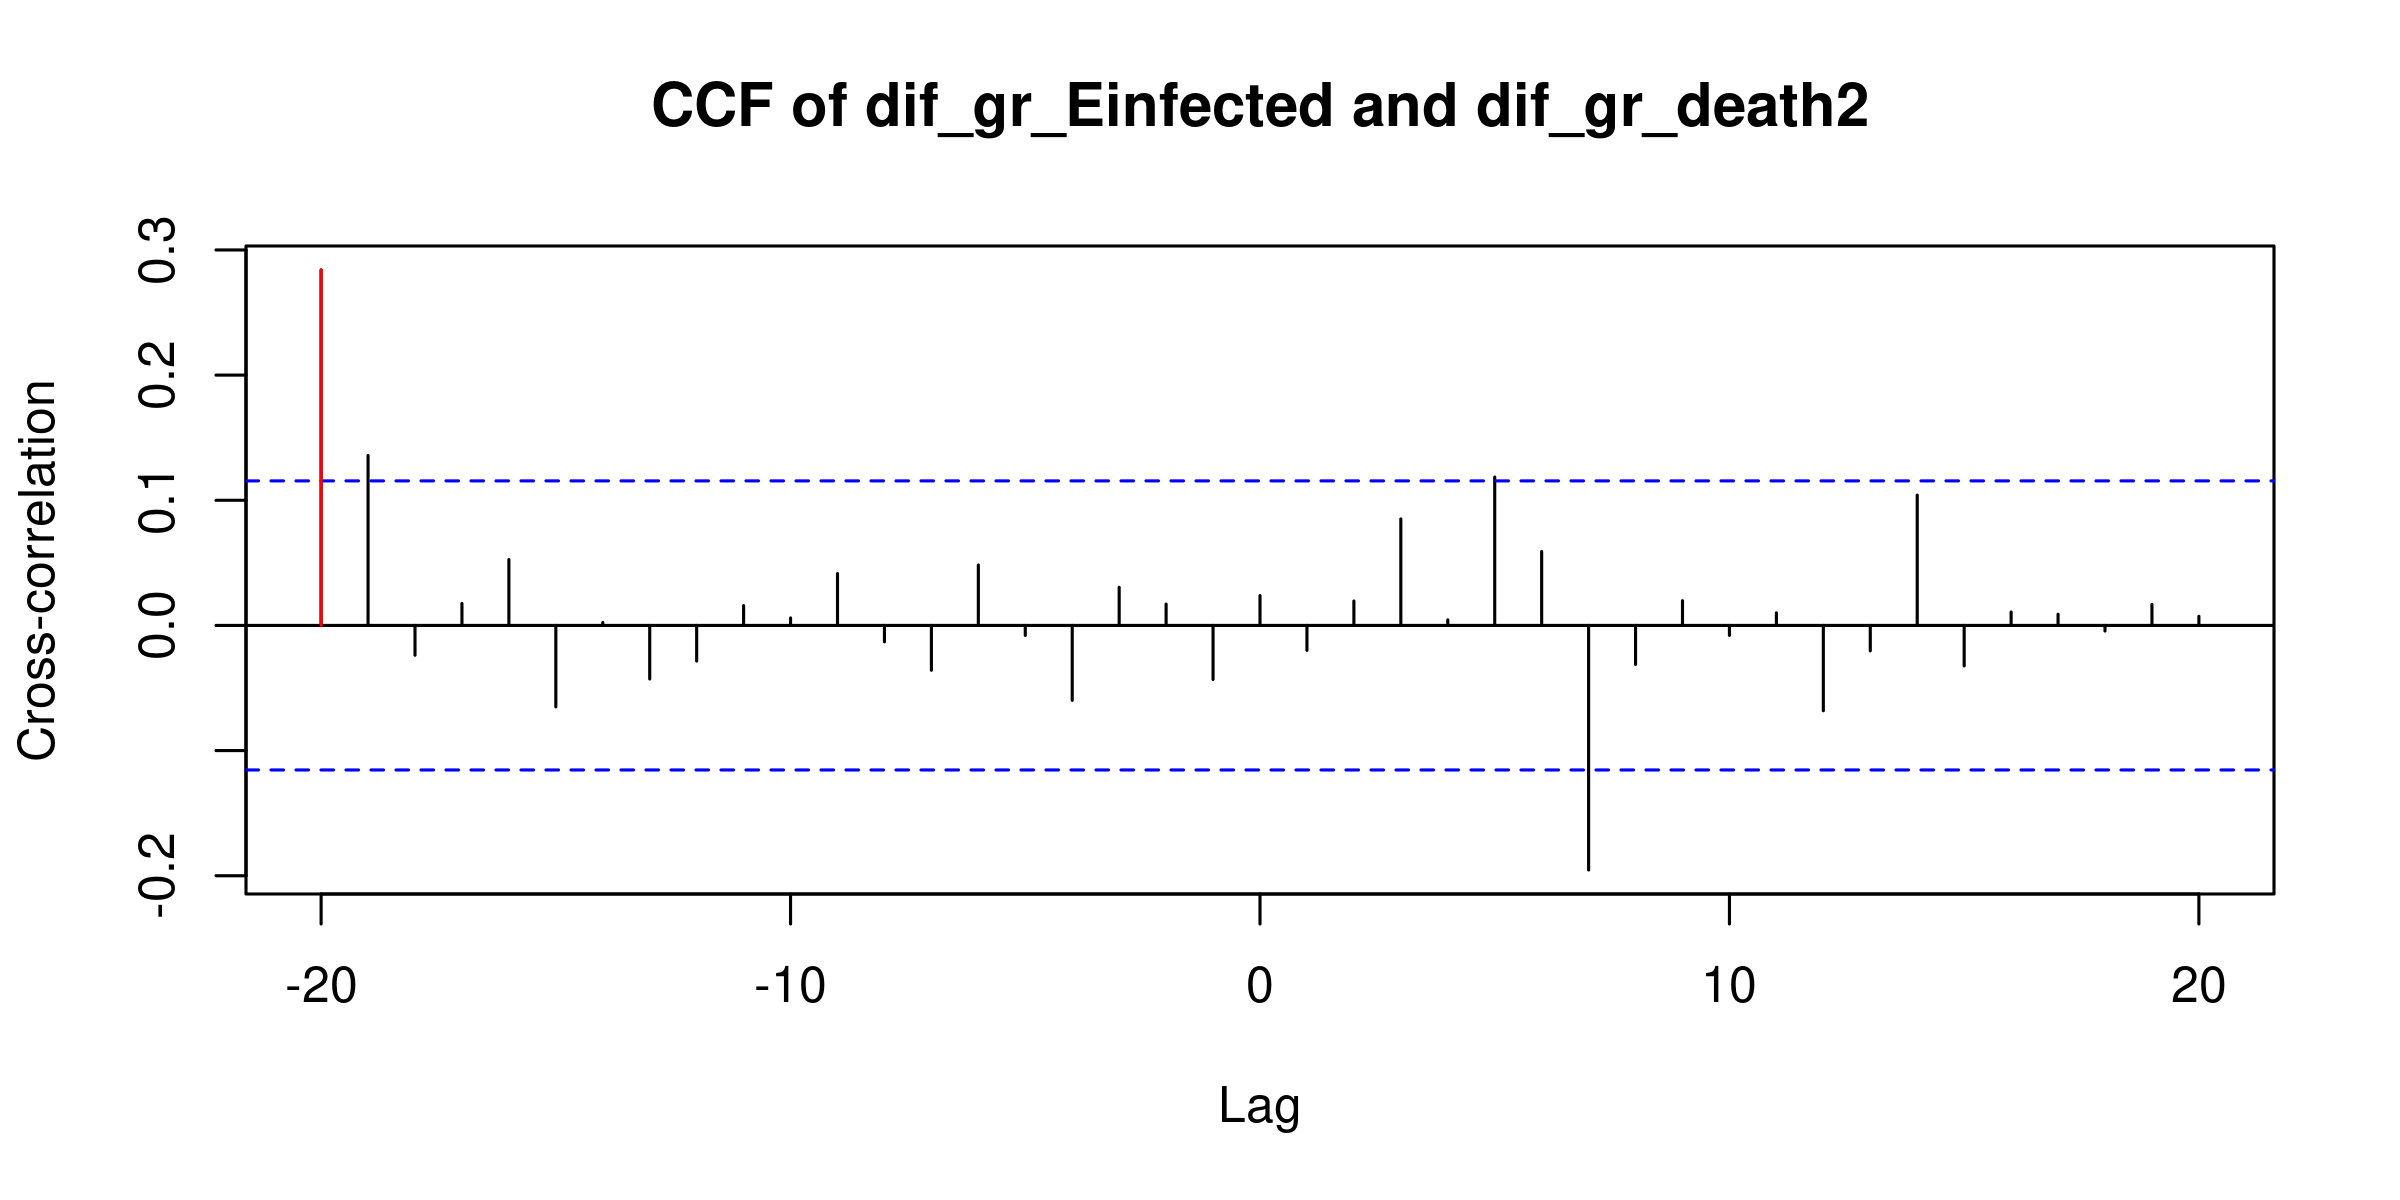 CCF of dif_gr_Einfected and dif_gr_death2
Cross-correlation
0.3
0.2
0.1
0.0
-0.2
-20 -10 0 10 20
Lag